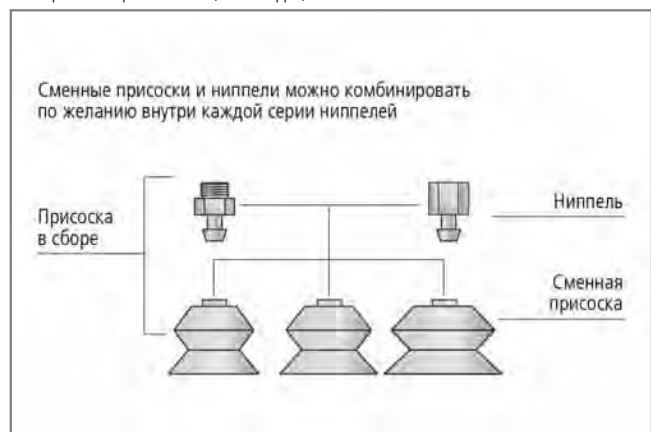 Сменные присоски и ниппели можно комбинировать
по желанию внутри каждой серии ниппелей
Присоска
в сборе
Ниппель
Сменная
присоска